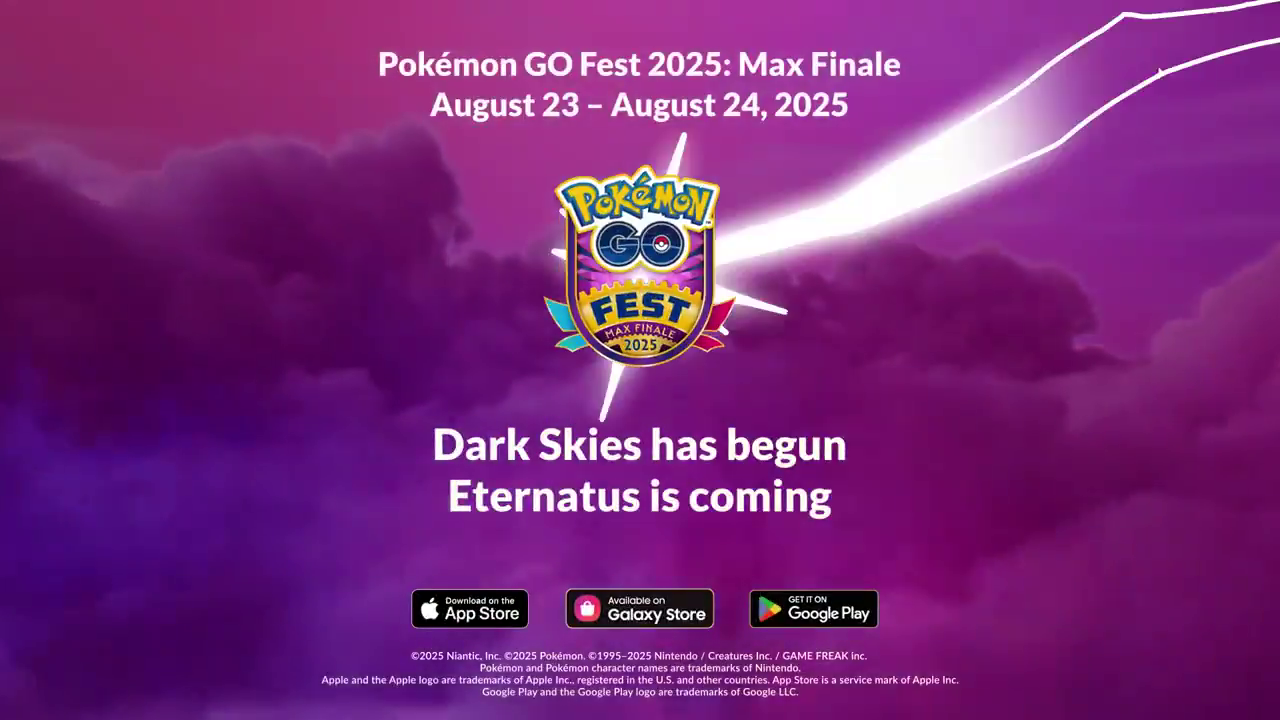 Pokémon GO Fest 2025: Max Finale
August 23 – August 24, 2025
POKÉMON
GO
FEST
MAX FINALE
2025
Dark Skies has begun
Eternatus is coming
Download on the
App Store
Available on
Galaxy Store
GET IT ON
Google Play
©2025 Niantic, Inc. ©2025 Pokémon. ©1995–2025 Nintendo / Creatures Inc. / GAME FREAK inc.
Pokémon and Pokémon character names are trademarks of Nintendo.
Apple and the Apple logo are trademarks of Apple Inc., registered in the U.S. and other countries. App Store is a service mark of Apple Inc.
Google Play and the Google Play logo are trademarks of Google LLC.